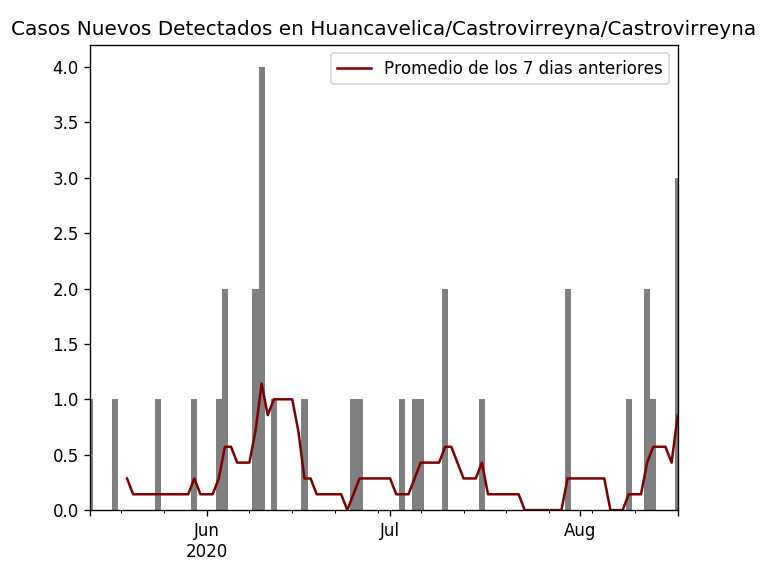 Casos Nuevos Detectados en Huancavelica/Castrovirreyna/Castrovirreyna
Promedio de los 7 dias anteriores
4.0
3.5
3.0
2.5
2.0
1.5
1.0
0.5
0.0
Jun
2020
Jul
Aug